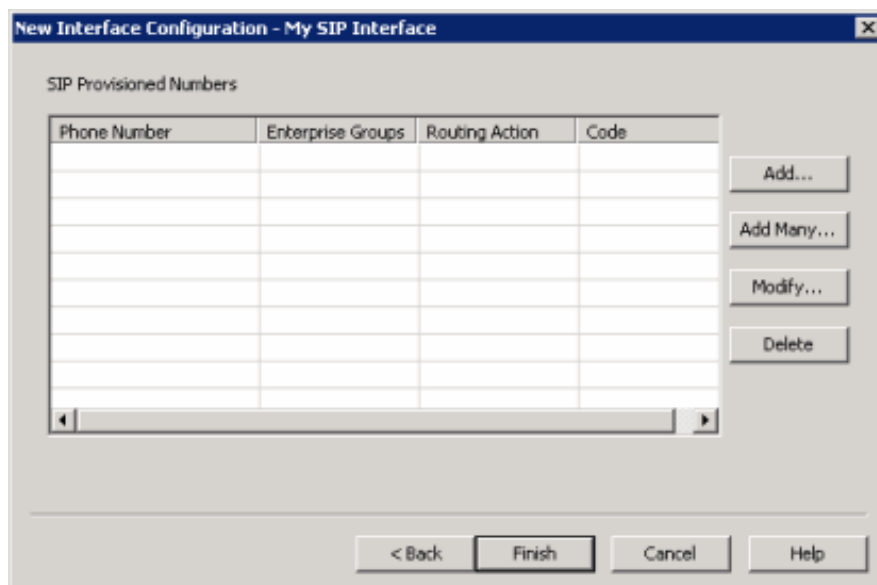 New Interface Configuration - My SIP Interface
SIP Provisioned Numbers
Phone Number Enterprise Groups Routing Action Code
Add...
Add Many...
Modify...
Delete
< Back Finish Cancel Help